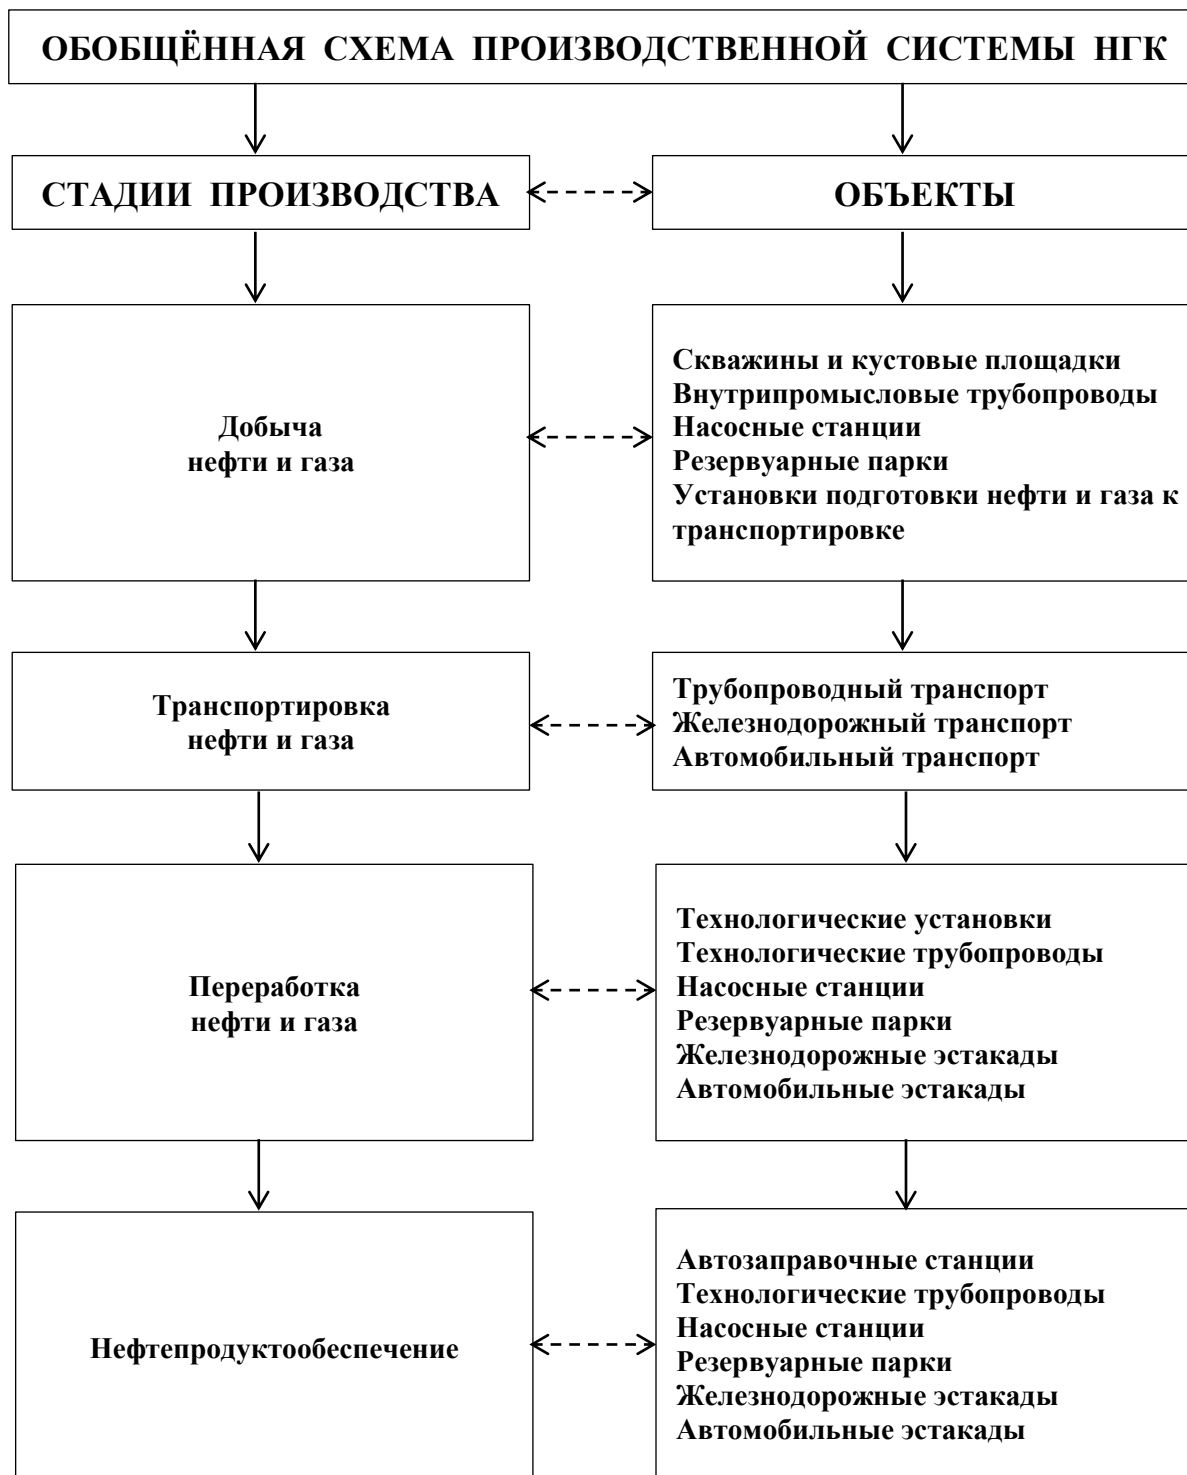 ОБОБЩЁННАЯ СХЕМА ПРОИЗВОДСТВЕННОЙ СИСТЕМЫ НГК
СТАДИИ ПРОИЗВОДСТВА
ОБЪЕКТЫ
Добыча
нефти и газа
Скважины и кустовые площадки
Внутрипромысловые трубопроводы
Насосные станции
Резервуарные парки
Установки подготовки нефти и газа к
транспортировке
Транспортировка
нефти и газа
Трубопроводный транспорт
Железнодорожный транспорт
Автомобильный транспорт
Переработка
нефти и газа
Технологические установки
Технологические трубопроводы
Насосные станции
Резервуарные парки
Железнодорожные эстакады
Автомобильные эстакады
Нефтепродуктообеспечение
Автозаправочные станции
Технологические трубопроводы
Насосные станции
Резервуарные парки
Железнодорожные эстакады
Автомобильные эстакады